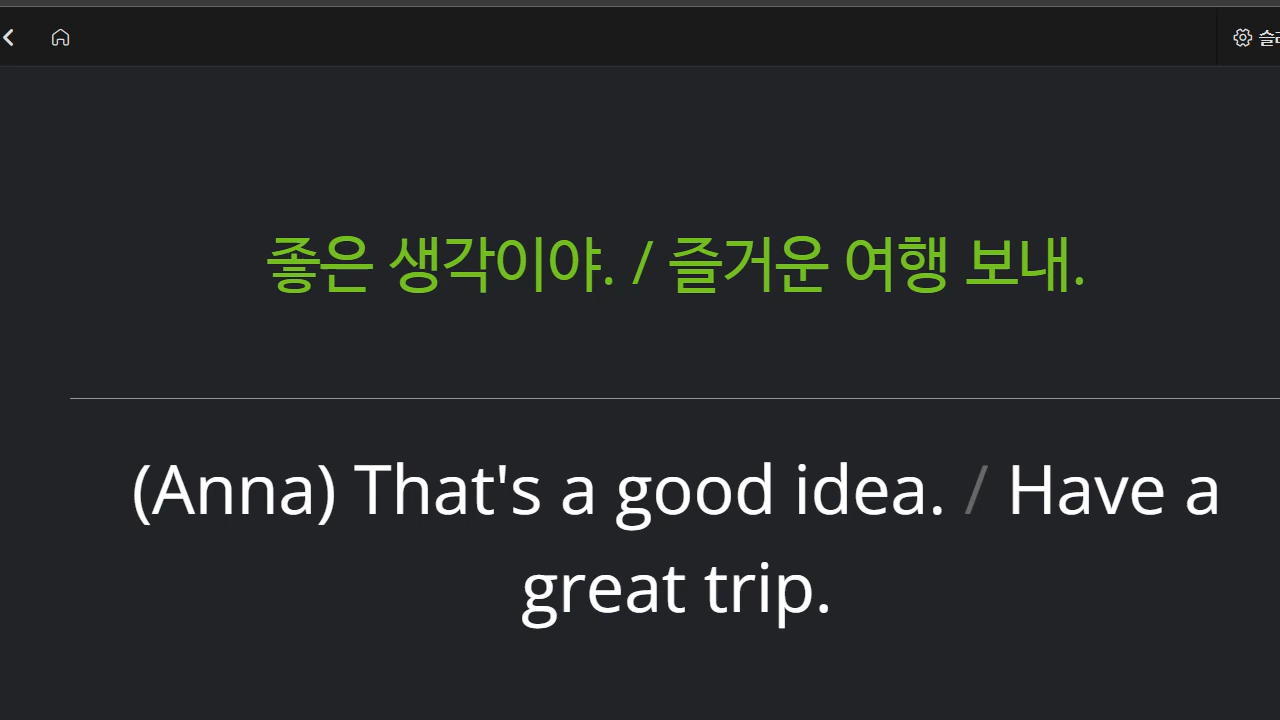 좋은 생각이야. / 즐거운 여행 보내.
(Anna) That's a good idea. / Have a
great trip.